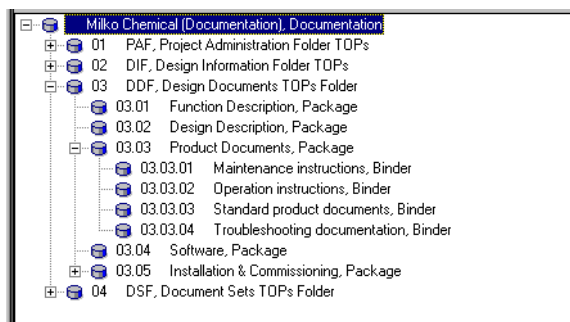 Milko Chemical (Documentation), Documentation
01 PAF, Project Administration Folder TOPs
02 DIF, Design Information Folder TOPs
03 DDF, Design Documents TOPs Folder
03.01 Function Description, Package
03.02 Design Description, Package
03.03 Product Documents, Package
03.03.01 Maintenance instructions, Binder
03.03.02 Operation instructions, Binder
03.03.03 Standard product documents, Binder
03.03.04 Troubleshooting documentation, Binder
03.04 Software, Package
03.05 Installation & Commissioning, Package
04 DSF, Document Sets TOPs Folder